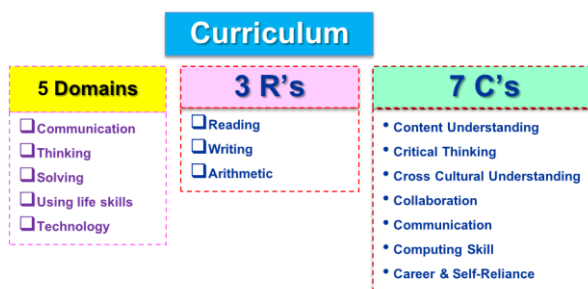 Curriculum
5 Domains
❑Communication
❑Thinking
❑Solving
❑Using life skills
❑Technology
3 R’s
❑Reading
❑Writing
❑Arithmetic
7 C’s
• Content Understanding
• Critical Thinking
• Cross Cultural Understanding
• Collaboration
• Communication
• Computing Skill
• Career & Self-Reliance